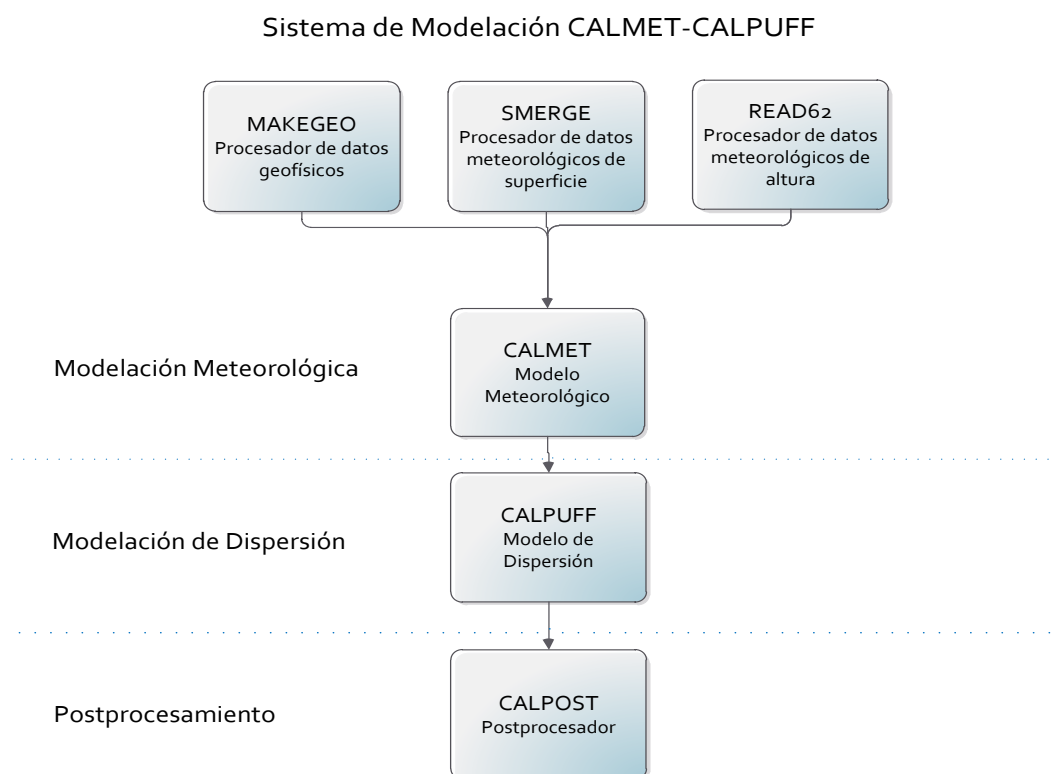 Sistema de Modelación CALMET-CALPUFF
MAKEGEO
Procesador de datos
geofísicos
SMERGE
Procesador de datos
meteorológicos de
superficie
READ62
Procesador de datos
meteorológicos de
altura
Modelación Meteorológica
CALMET
Modelo
Meteorológico
Modelación de Dispersión
CALPUFF
Modelo de
Dispersión
Postprocesamiento
CALPOST
Postprocesador